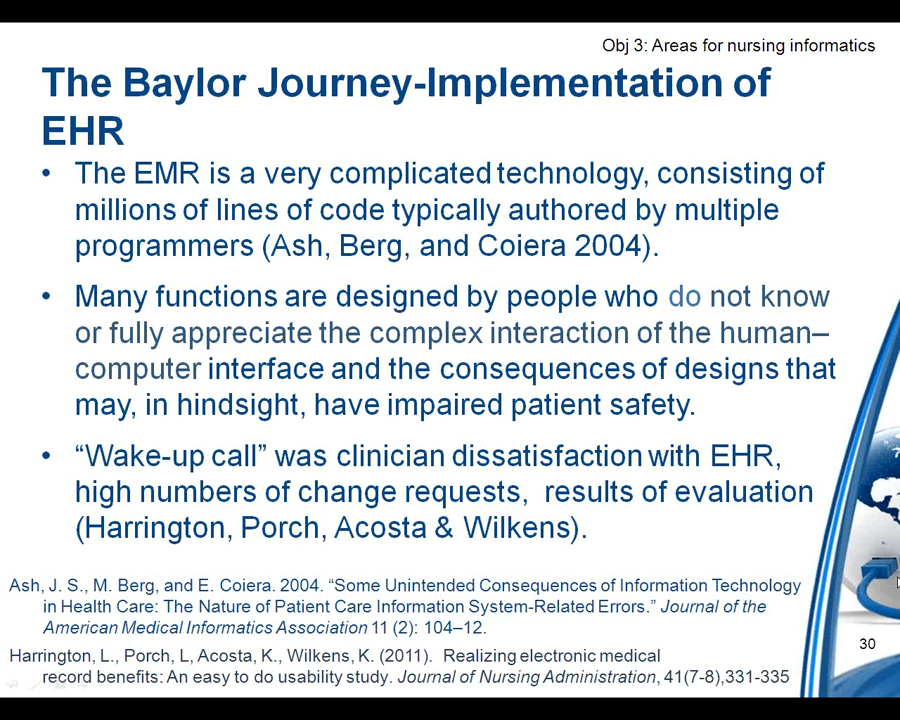 Obj 3: Areas for nursing informatics
The Baylor Journey-Implementation of
EHR
• The EMR is a very complicated technology, consisting of
millions of lines of code typically authored by multiple
programmers (Ash, Berg, and Coiera 2004).
• Many functions are designed by people who do not know
or fully appreciate the complex interaction of the human–
computer interface and the consequences of designs that
may, in hindsight, have impaired patient safety.
• “Wake-up call” was clinician dissatisfaction with EHR,
high numbers of change requests,  results of evaluation
(Harrington, Porch, Acosta & Wilkens).
Ash, J. S., M. Berg, and E. Coiera. 2004. “Some Unintended Consequences of Information Technology
in Health Care: The Nature of Patient Care Information System-Related Errors.” Journal of the
American Medical Informatics Association 11 (2): 104–12.
30
Harrington, L., Porch, L, Acosta, K., Wilkens, K. (2011).  Realizing electronic medical
record benefits: An easy to do usability study. Journal of Nursing Administration, 41(7-8),331-335